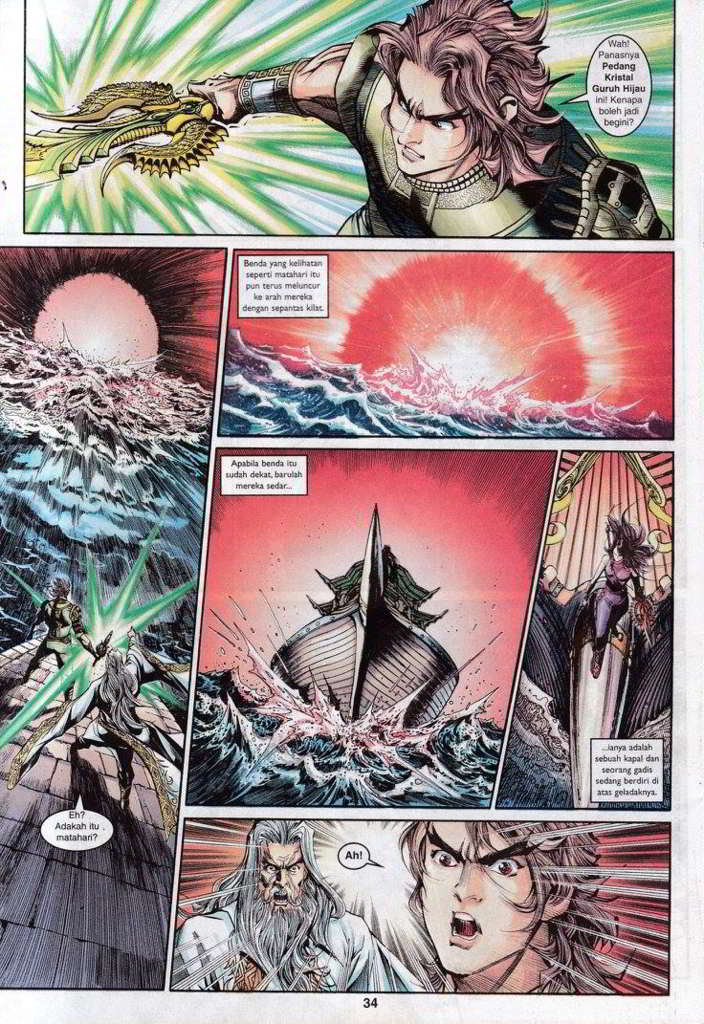 Wah!
Panasnya
Pedang
Kristal
Guruh Hijau
ini! Kenapa
boleh jadi
begini?
Eh?
Adakah itu
matahari?
Benda yang kelihatan
seperti matahari itu
pun terus meluncur
ke arah mereka
dengan sepantas kilat.
Apabila benda itu
sudah dekat, barulah
mereka sedar...
...ianya adalah
sebuah kapal dan
seorang gadis
sedang berdiri di
atas geladaknya.
Ah!
34